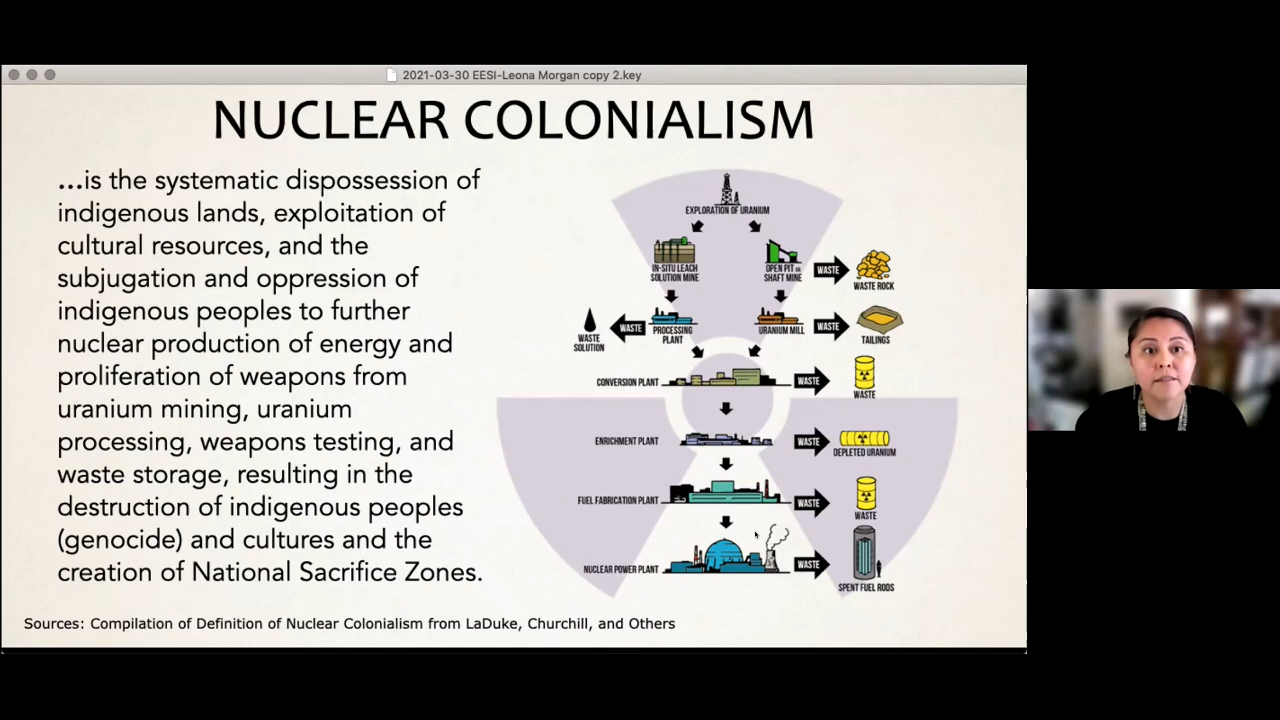 2021-03-30 EESI-Leona Morgan copy 2.key
NUCLEAR COLONIALISM
...is the systematic dispossession of
indigenous lands, exploitation of
cultural resources, and the
subjugation and oppression of
indigenous peoples to further
nuclear production of energy and
proliferation of weapons from
uranium mining, uranium
processing, weapons testing, and
waste storage, resulting in the
destruction of indigenous peoples
(genocide) and cultures and the
creation of National Sacrifice Zones.
EXPLORATION OF URANIUM
IN-SITU LEACH
SOLUTION MINE
OPEN PIT OR
SHAFT MINE
WASTE
WASTE ROCK
WASTE
SOLUTION
WASTE
PROCESSING
PLANT
URANIUM MILL
WASTE
TAILINGS
CONVERSION PLANT
WASTE
WASTE
ENRICHMENT PLANT
WASTE
DEPLETED URANIUM
FUEL FABRICATION PLANT
WASTE
WASTE
NUCLEAR POWER PLANT
WASTE
SPENT FUEL RODS
Sources: Compilation of Definition of Nuclear Colonialism from LaDuke, Churchill, and Others